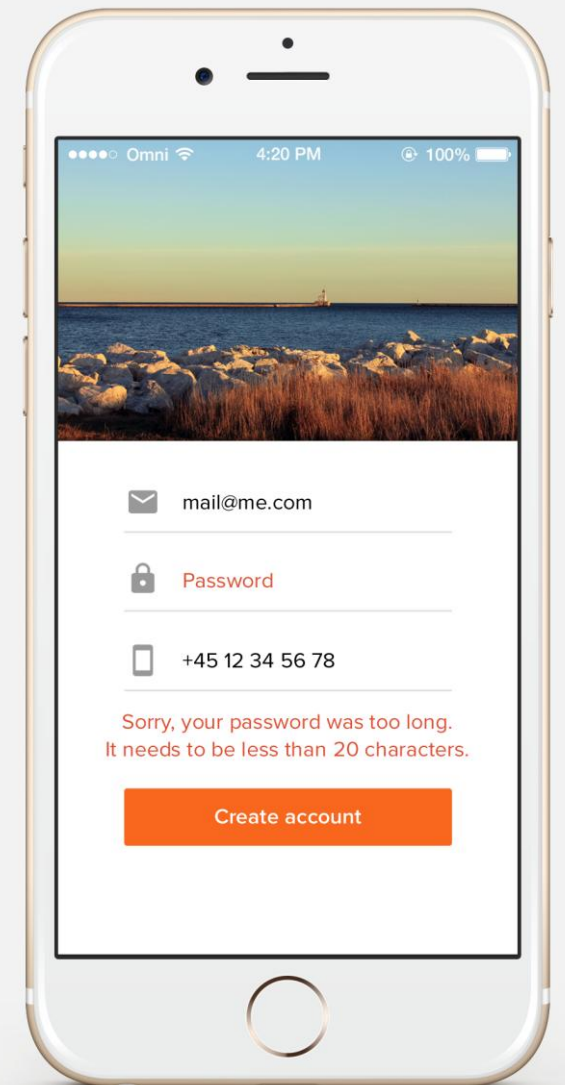 Omni 4:20 PM 100%
mail@me.com
Password
+45 12 34 56 78
Sorry, your password was too long.
It needs to be less than 20 characters.
Create account